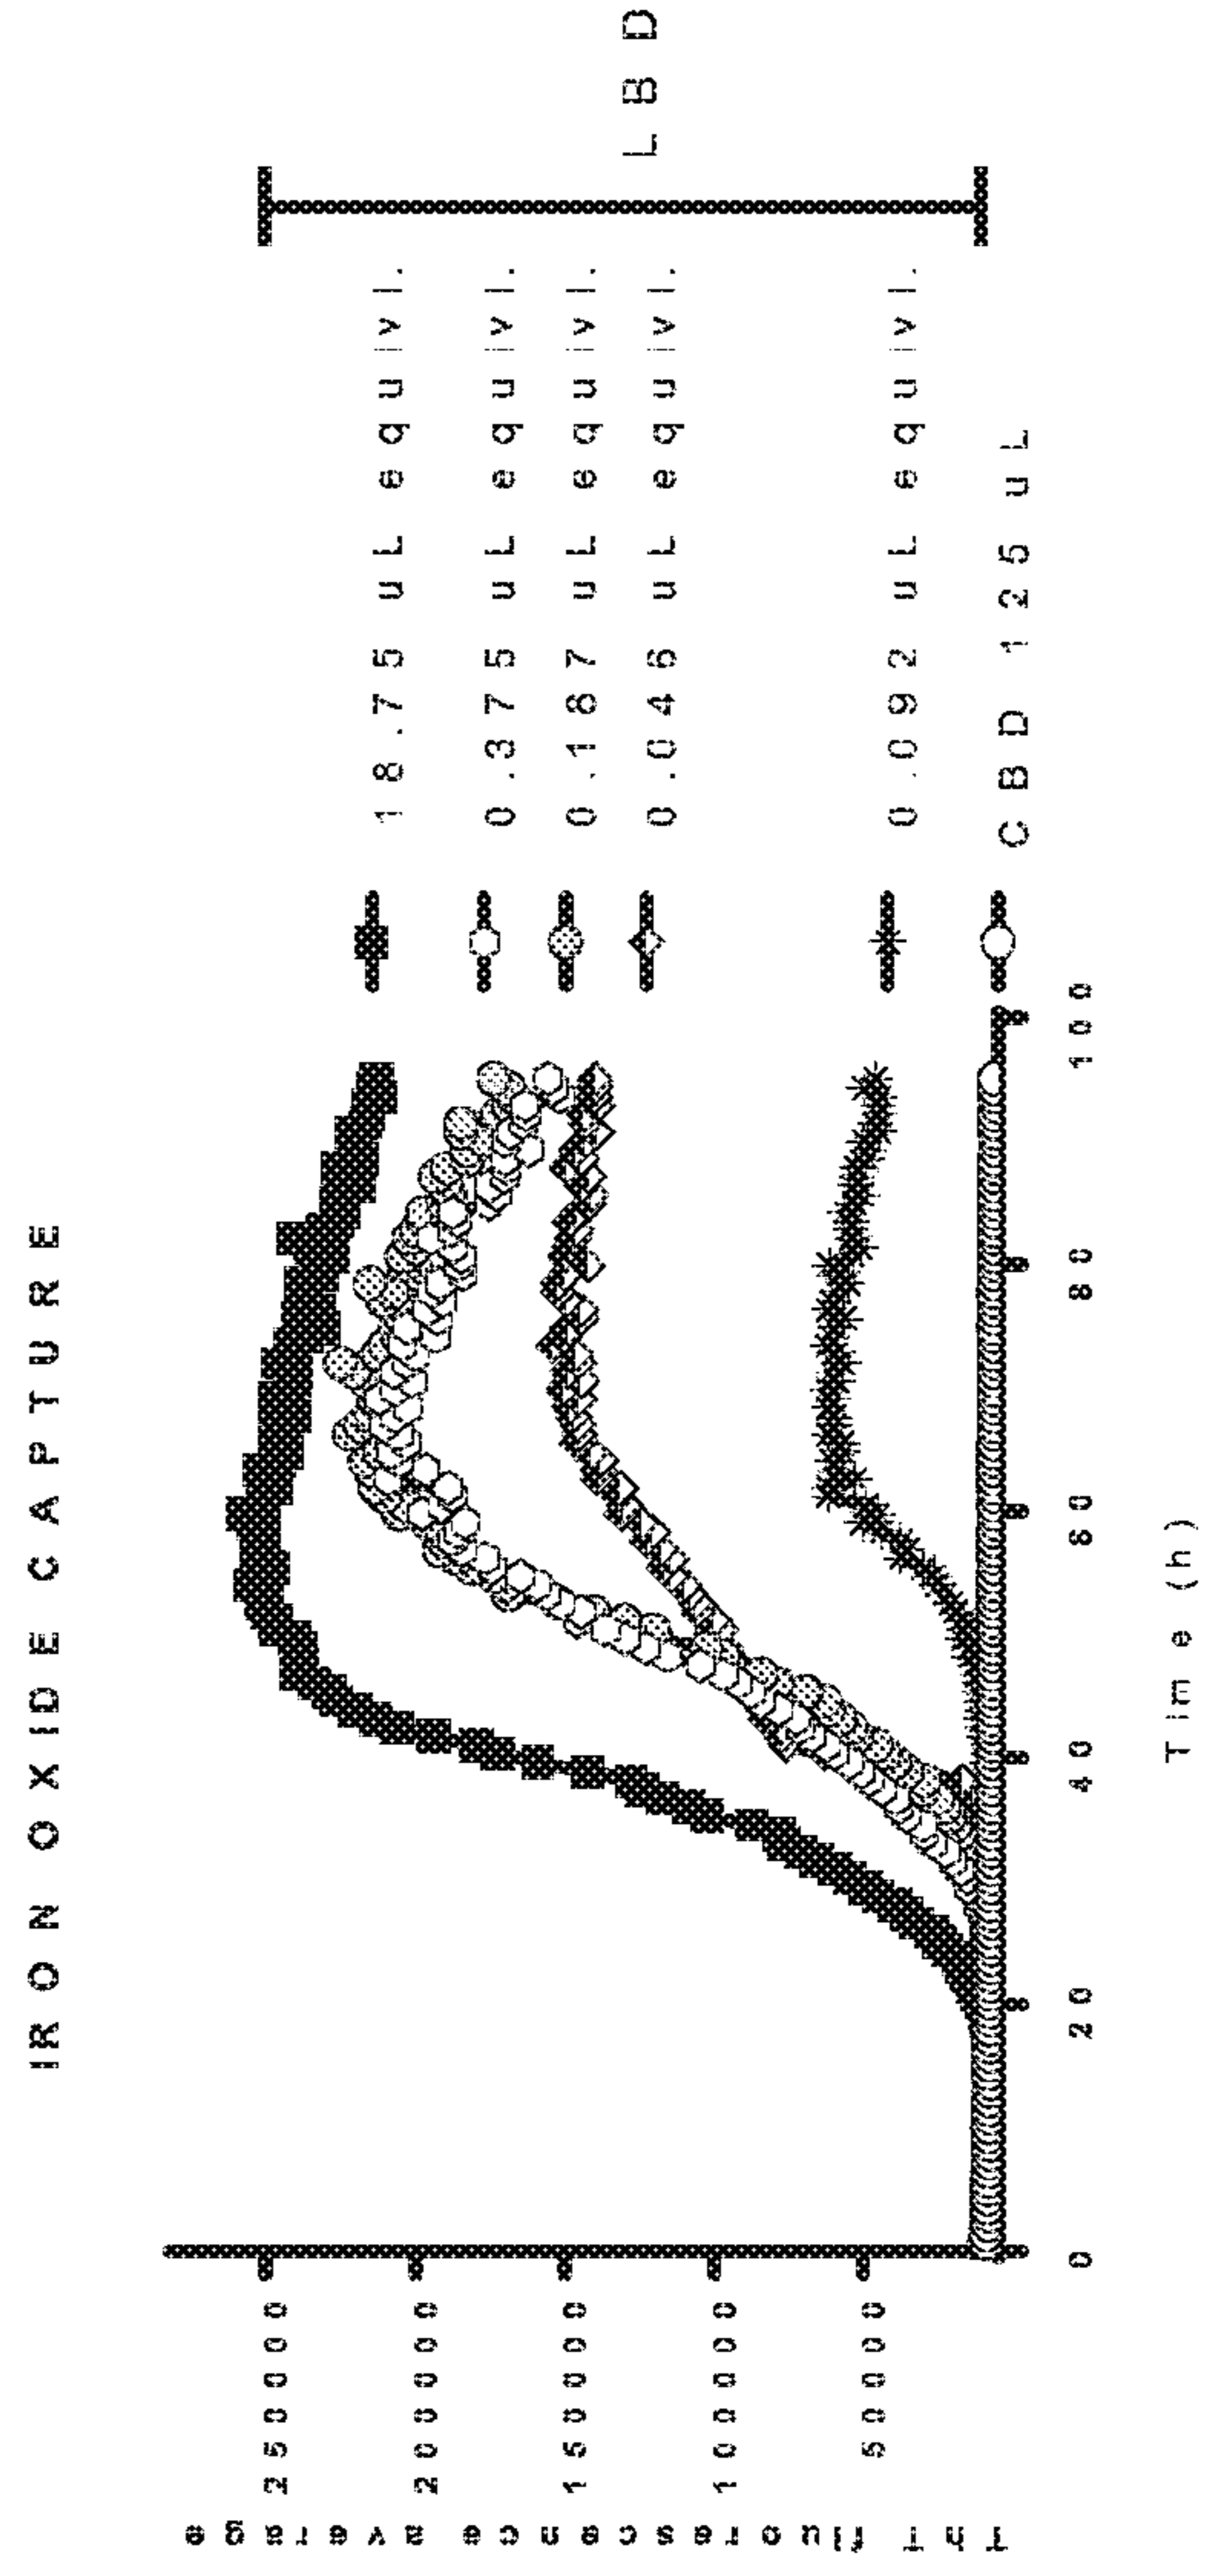 IRON OXIDE CAPTURE
ThT fluorescence average
250000
200000
150000
100000
50000
0
20
40
60
80
100
Time (h)
18.75 uL equivl.
0.375 uL equivl.
0.187 uL equivl.
0.046 uL equivl.
0.092 uL equivl.
CBD 125 uL
LBD